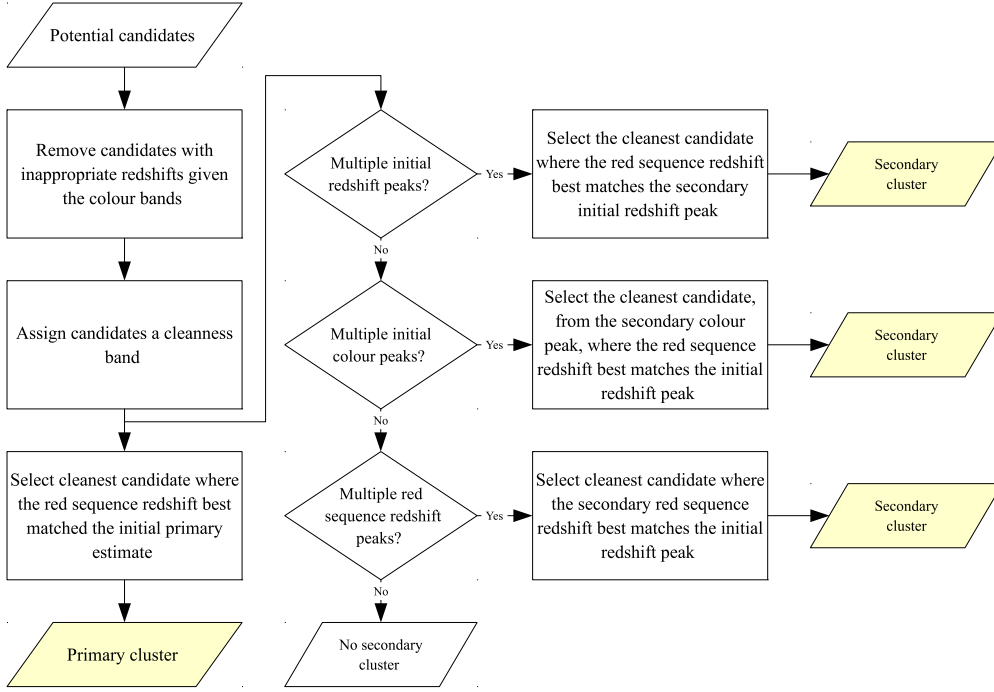 Potential candidates
Remove candidates with
inappropriate redshifts given
the colour bands
Assign candidates a cleanness
band
Select cleanest candidate where
the red sequence redshift best
matched the initial primary
estimate
Primary cluster
Multiple initial
redshift peaks?
Yes
Select the cleanest candidate
where the red sequence redshift
best matches the secondary
initial redshift peak
Secondary
cluster
No
Multiple initial
colour peaks?
Yes
Select the cleanest candidate,
from the secondary colour
peak, where the red sequence
redshift best matches the initial
redshift peak
Secondary
cluster
No
Multiple red
sequence redshift
peaks?
Yes
Select cleanest candidate where
the secondary red sequence
redshift best matches the initial
redshift peak
Secondary
cluster
No
No secondary
cluster